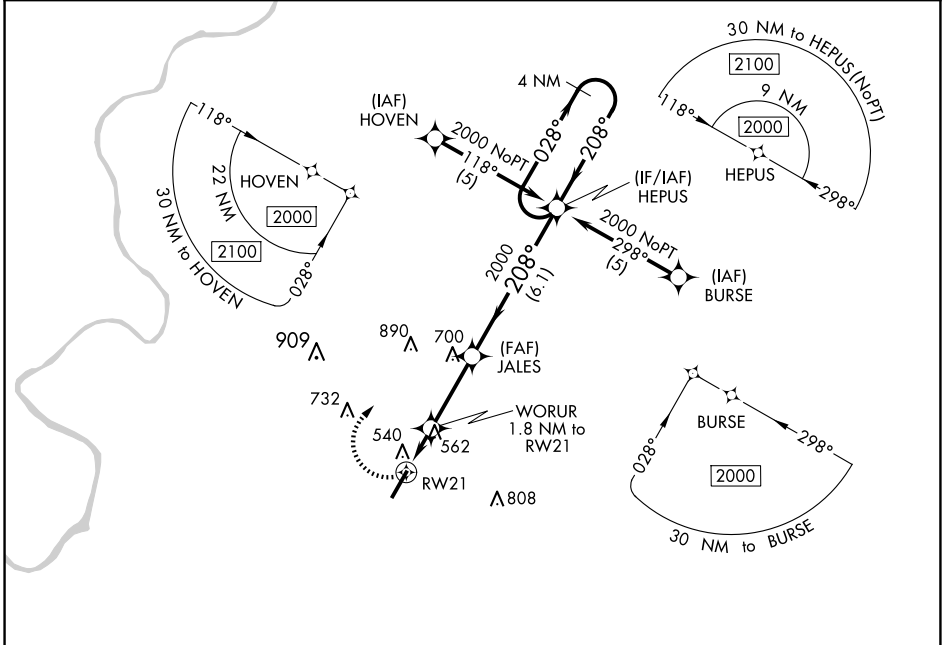 30 NM to HEPUS (NoPT)
2100
4 NM
9 NM
118°
2000
(IAF)
HOVEN
2000 NoPT
118°
(5)
028°
208°
118°
HOVEN
22 NM
2000
2100
30 NM to HOVEN
028°
(IF/IAF)
HEPUS
HEPUS
298°
2000 NoPT
298°
(5)
(IAF)
BURSE
2000
208°
(6.1)
909
890
700
(FAF)
JALES
732
WORUR
1.8 NM to
RW21
540
562
RW21
808
BURSE
028°
298°
2000
30 NM to BURSE